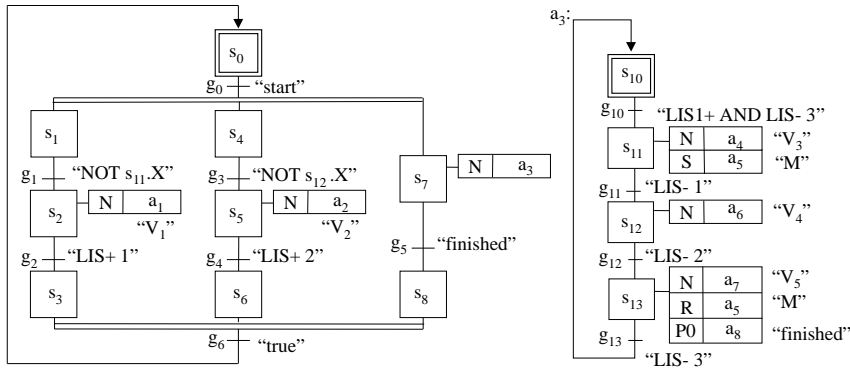 a3:
s0
g0 "start"
s1 s4
g1 "NOT s11.X" g3 "NOT s12.X"
s7 N a3
s2 N a1 s5 N a2
"V1" "V2"
g2 "LIS+ 1" g4 "LIS+ 2" g5 "finished"
s3 s6 s8
g6 "true"
s10
g10 "LIS1+ AND LIS- 3"
s11 N a4 "V3"
S a5 "M"
g11 "LIS- 1"
s12 N a6 "V4"
g12 "LIS- 2"
s13 N a7 "V5"
R a5 "M"
P0 a8 "finished"
g13 "LIS- 3"